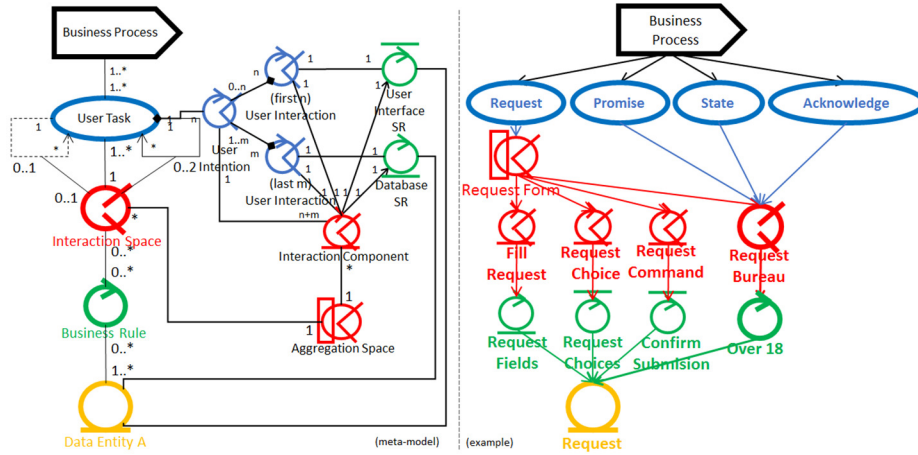 Business Process
1..*
1..*
User Task
1
*
*
1
1
n
0..n
n
1..m
m
User
Intention
1
(first n)
User Interaction
1
1
1
User
Interface
SR
(last m)
User Interaction
1
1
1
Database
SR
1
1
1
1
n+m
Interaction Component
*
1
1
Aggregation Space
0..1
0..1
1..*
1
0..2
*
Interaction Space
0..*
0..*
Business Rule
0..*
1..*
Data Entity A
(meta-model)
Business
Process
Request
Promise
State
Acknowledge
Request Form
Fill
Request
Request
Choice
Request
Command
Request
Bureau
Request
Fields
Request
Choices
Confirm
Submision
Over 18
Request
(example)